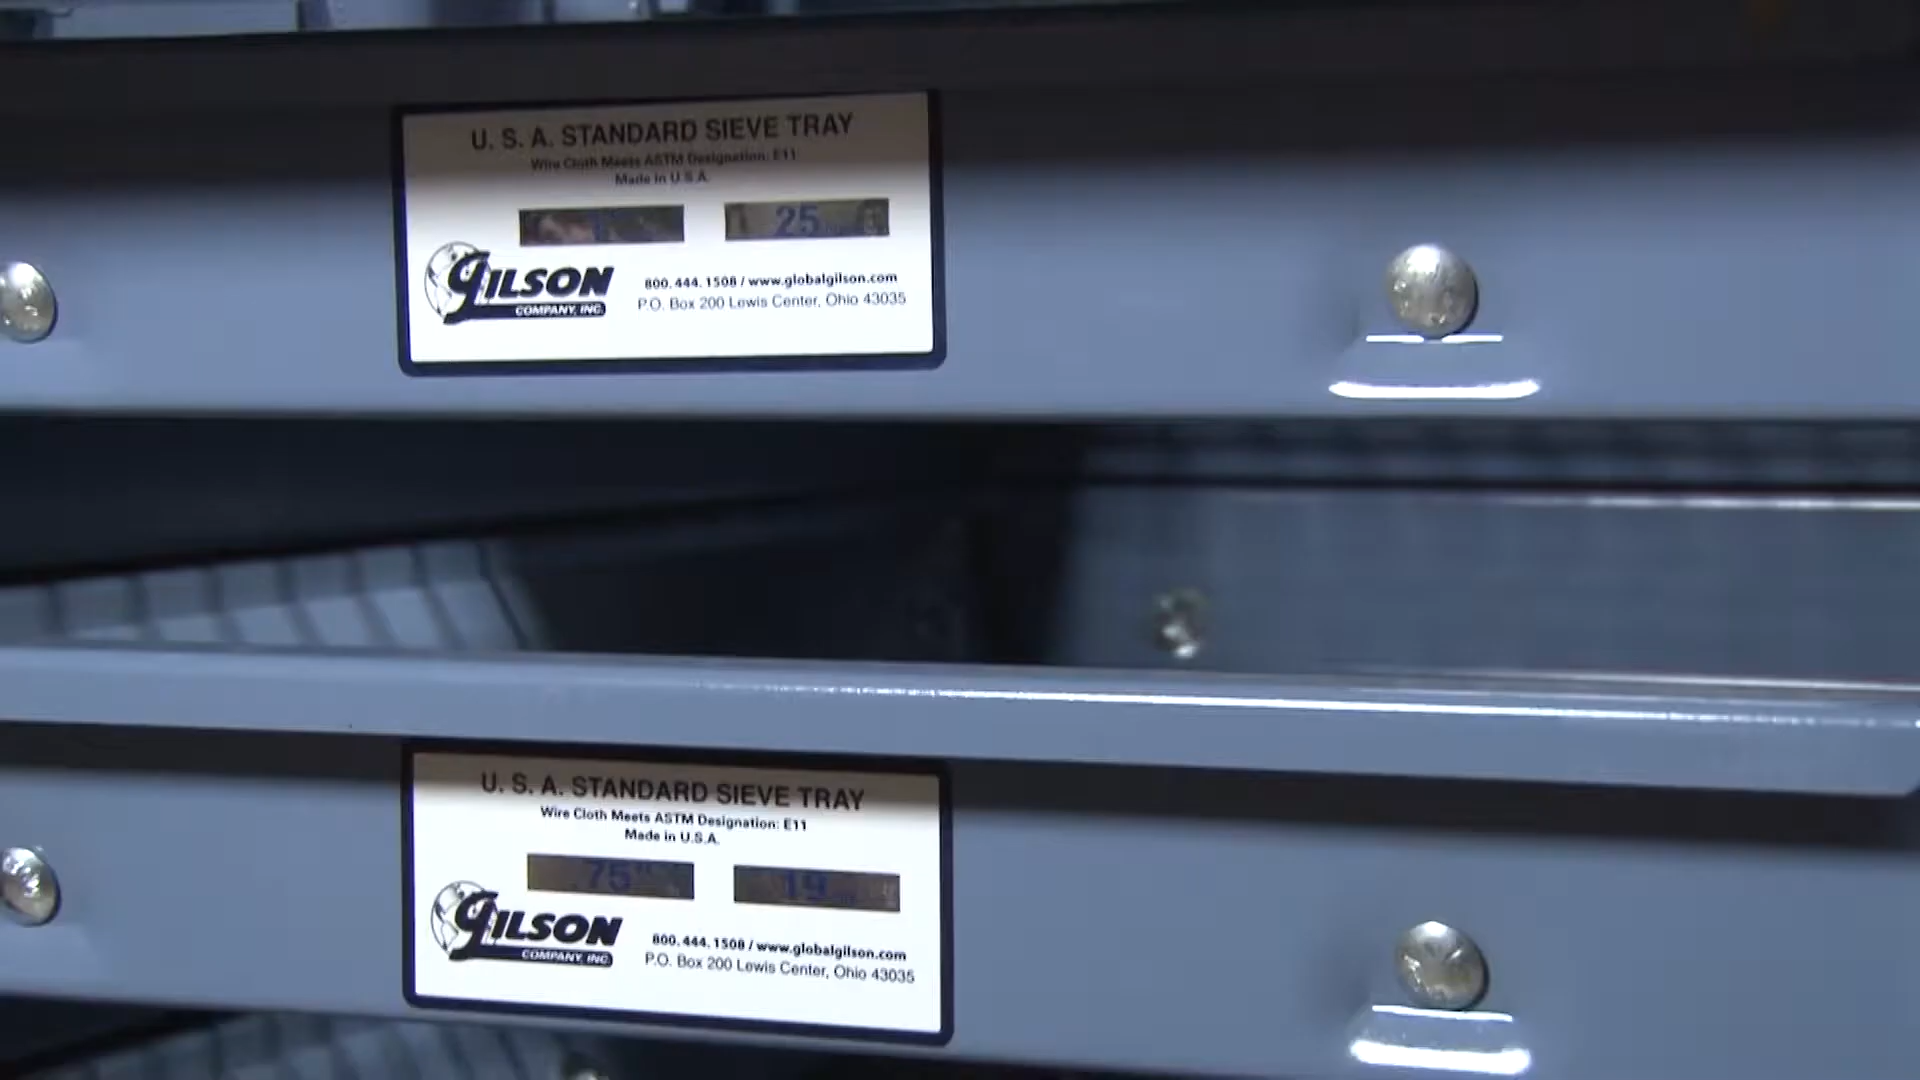 U. S. A. STANDARD SIEVE TRAY
Wire Cloth Meets ASTM Designation: E11
Made in U.S.A.
25
GILSON
COMPANY, INC.
800.444.1508 / www.globalgilson.com
P.O. Box 200 Lewis Center, Ohio 43035
U. S. A. STANDARD SIEVE TRAY
Wire Cloth Meets ASTM Designation: E11
Made in U.S.A.
75" 19
GILSON
COMPANY, INC.
800.444.1508 / www.globalgilson.com
P.O. Box 200 Lewis Center, Ohio 43035